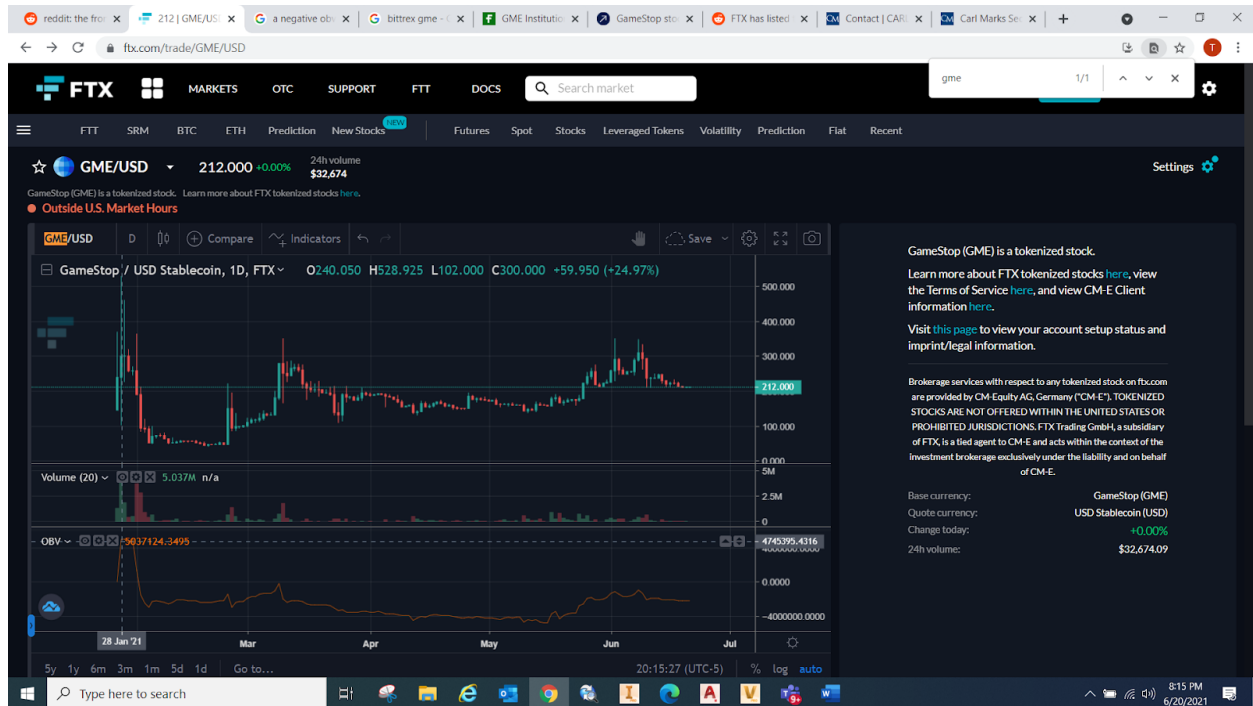 reddit: the fron
212 | GME/USD
a negative obv
bittrex gme - G
GME Institution
GameStop sto
FTX has listed
Contact | CARL
Carl Marks Sec
ftx.com/trade/GME/USD
T
gme
1/1
FTX
MARKETS
OTC
SUPPORT
FTT
DOCS
Search market
FTT
SRM
BTC
ETH
Prediction
New Stocks
NEW
Futures
Spot
Stocks
Leveraged Tokens
Volatility
Prediction
Fiat
Recent
GME/USD
212.000 +0.00%
24h volume
$32,674
Settings
GameStop (GME) is a tokenized stock. Learn more about FTX tokenized stocks here.
Outside U.S. Market Hours
GME/USD
D
Compare
Indicators
Save
GameStop / USD Stablecoin, 1D, FTX
O240.050 H528.925 L102.000 C300.000 +59.950 (+24.97%)
500.000
400.000
300.000
212.000
100.000
0.000
Volume (20)
5.037M n/a
5M
2.5M
0
OBV
5037124.3495
4745395.4316
4000000.0000
0.0000
-4000000.0000
28 Jan '21
Mar
Apr
May
Jun
Jul
5y 1y 6m 3m 1m 5d 1d
Go to...
20:15:27 (UTC-5)
% log auto
GameStop (GME) is a tokenized stock.
Learn more about FTX tokenized stocks here, view
the Terms of Service here, and view CM-E Client
information here.
Visit this page to view your account setup status and
imprint/legal information.
Brokerage services with respect to any tokenized stock on ftx.com
are provided by CM-Equity AG, Germany ("CM-E"). TOKENIZED
STOCKS ARE NOT OFFERED WITHIN THE UNITED STATES OR
PROHIBITED JURISDICTIONS. FTX Trading GmbH, a subsidiary
of FTX, is a tied agent to CM-E and acts within the context of the
investment brokerage exclusively under the liability and on behalf
of CM-E.
Base currency:
GameStop (GME)
Quote currency:
USD Stablecoin (USD)
Change today:
+0.00%
24h volume:
$32,674.09
Type here to search
8:15 PM
6/20/2021